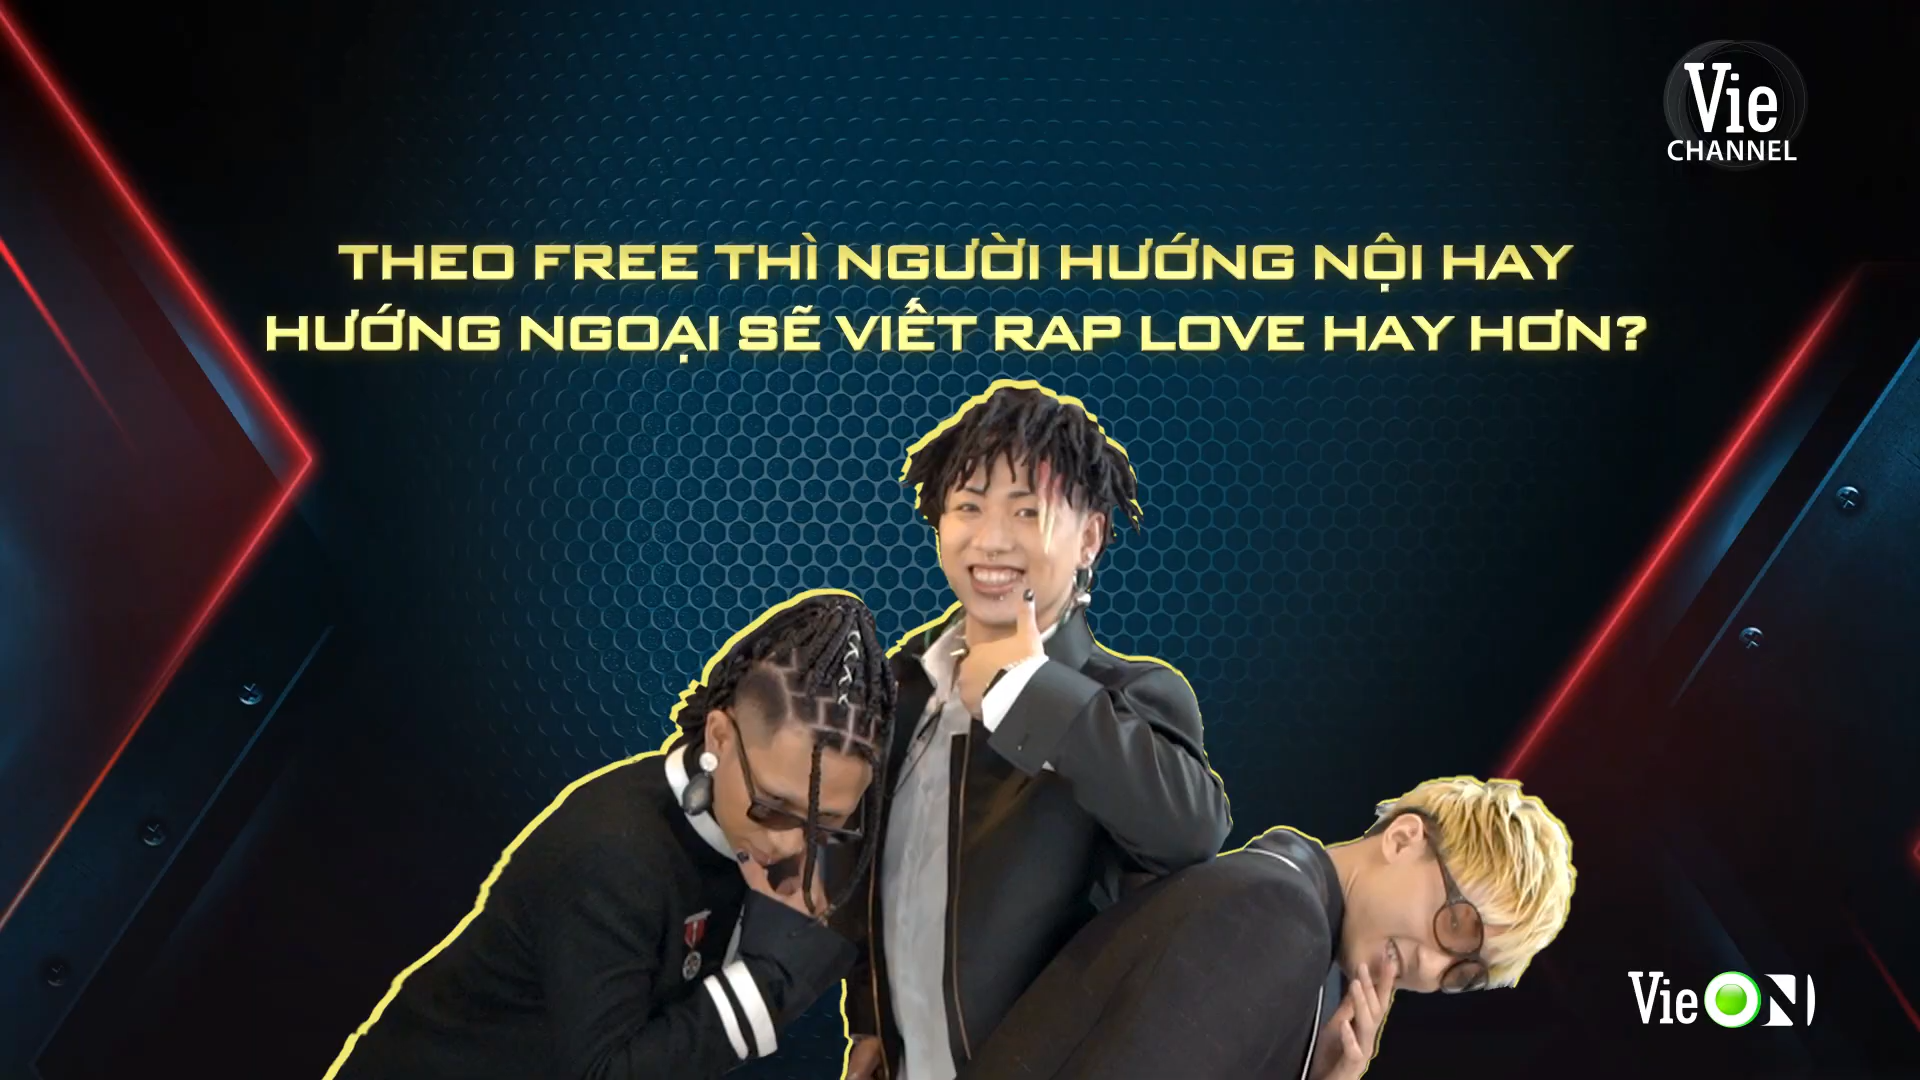 Vie
CHANNEL
THEO FREE THÌ NGƯỜI HƯỚNG NỘI HAY
HƯỚNG NGOẠI SẼ VIẾT RAP LOVE HAY HƠN?
VieON